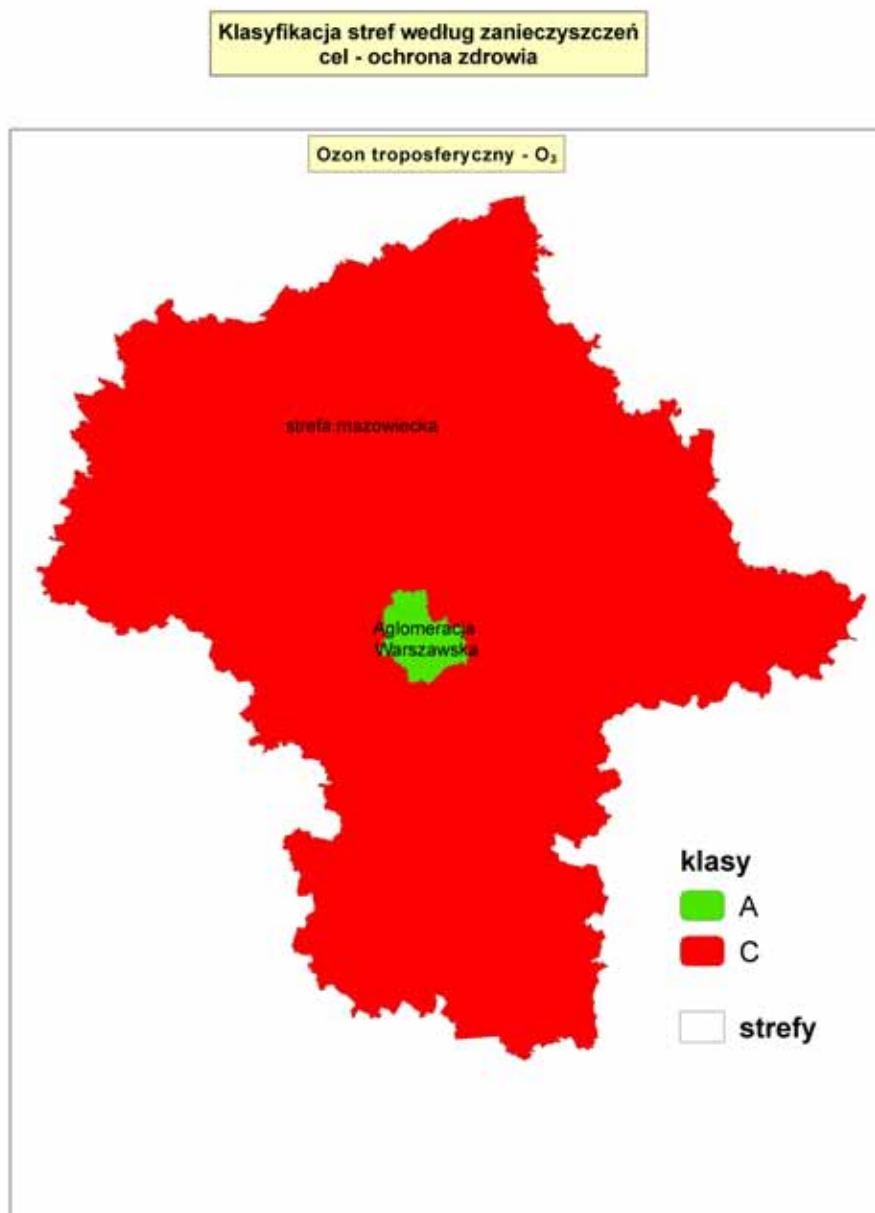 Klasyfikacja stref według zanieczyszczeń
cel - ochrona zdrowia
Ozon troposferyczny - O₃
strefa mazowiecka
Aglomeracja
Warszawska
klasy
A
C
strefy